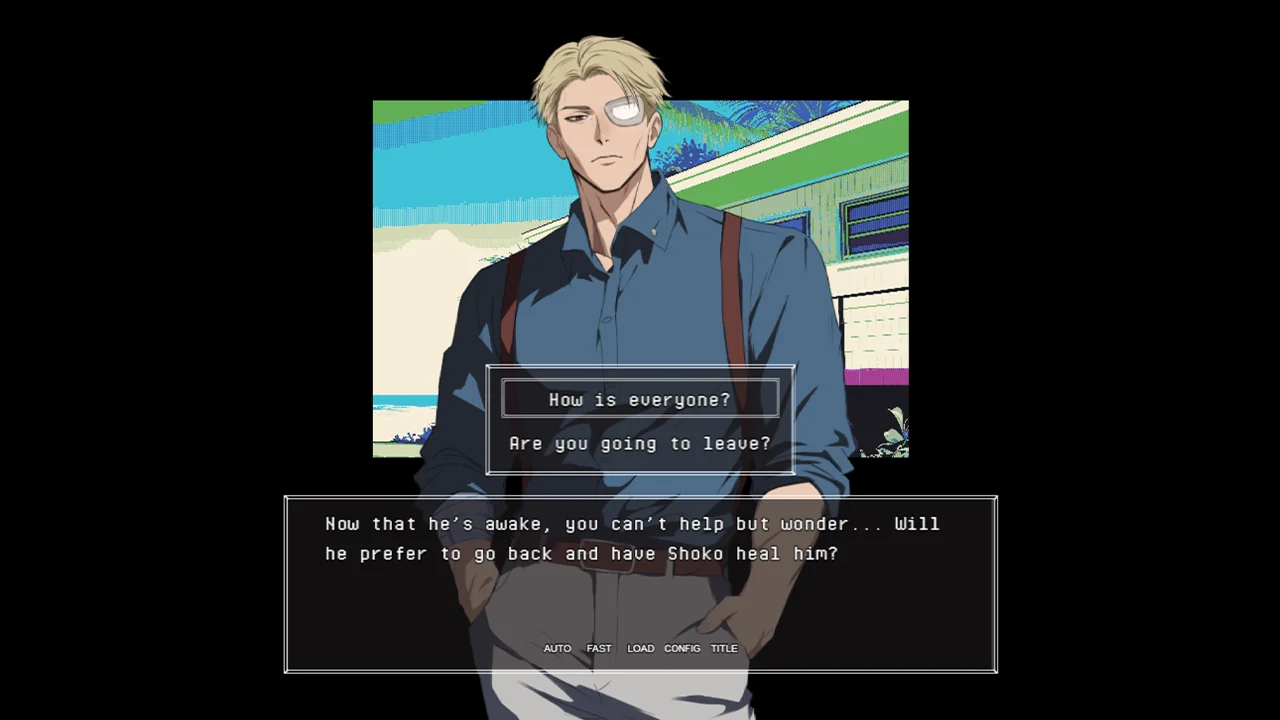 How is everyone?
Are you going to leave?
Now that he's awake, you can't help but wonder... Will
he prefer to go back and have Shoko heal him?
AUTO FAST LOAD CONFIG TITLE